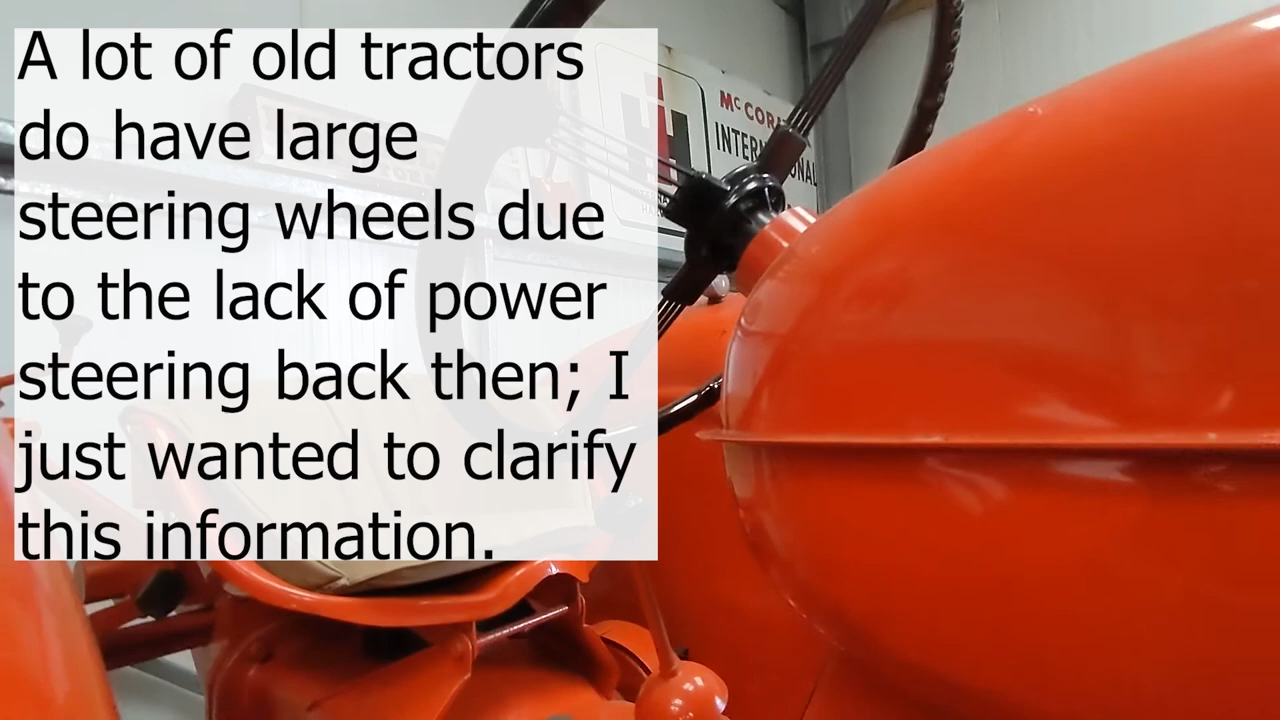 A lot of old tractors
do have large
steering wheels due
to the lack of power
steering back then; I
just wanted to clarify
this information.